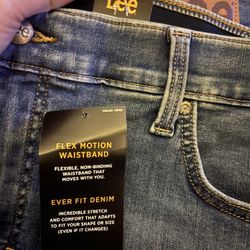 Lee
FLEX MOTION
WAISTBAND
FLEXIBLE, NON-BINDING
WAISTBAND THAT
MOVES WITH YOU.
EVER FIT DENIM
INCREDIBLE STRETCH
AND COMFORT THAT ADAPTS
TO FIT YOUR SHAPE OR SIZE
(EVEN IF IT CHANGES)